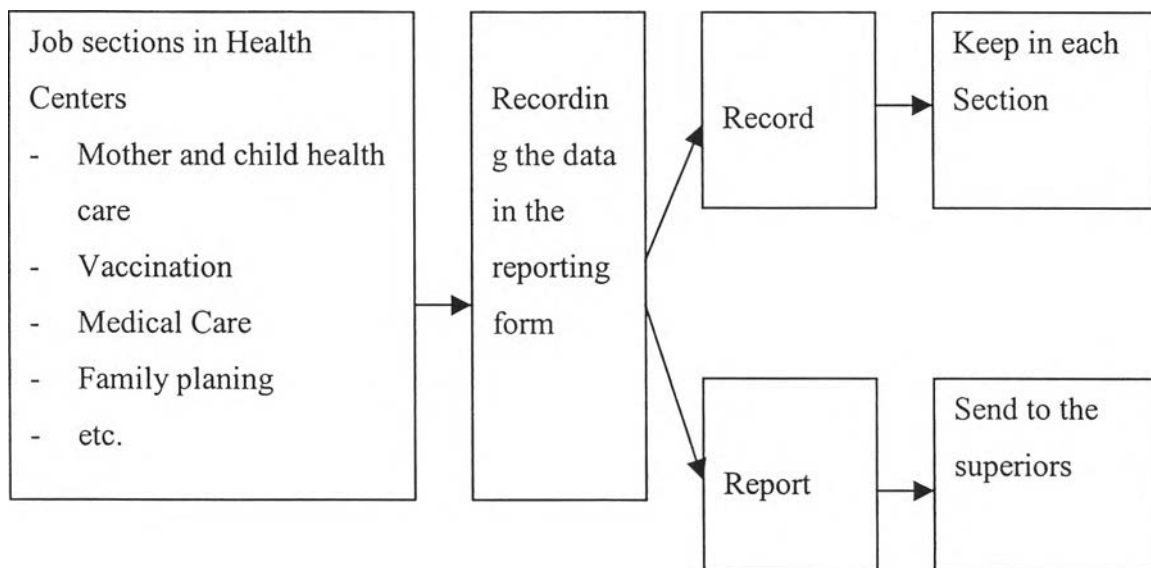 Job sections in Health
Centers
- Mother and child health
care
- Vaccination
- Medical Care
- Family planing
- etc.
Recordin
g the data
in the
reporting
form
Record
Keep in each
Section
Report
Send to the
superiors